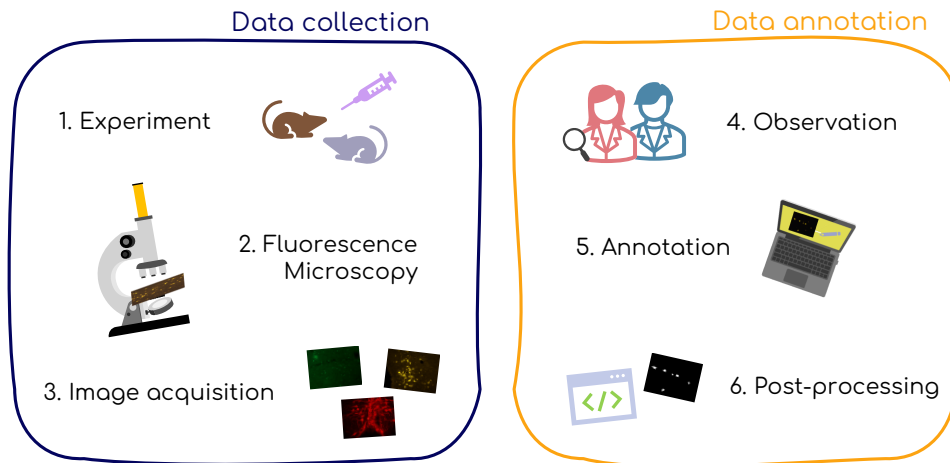 Data collection
1. Experiment
2. Fluorescence
Microscopy
3. Image acquisition
Data annotation
4. Observation
5. Annotation
</>
6. Post-processing